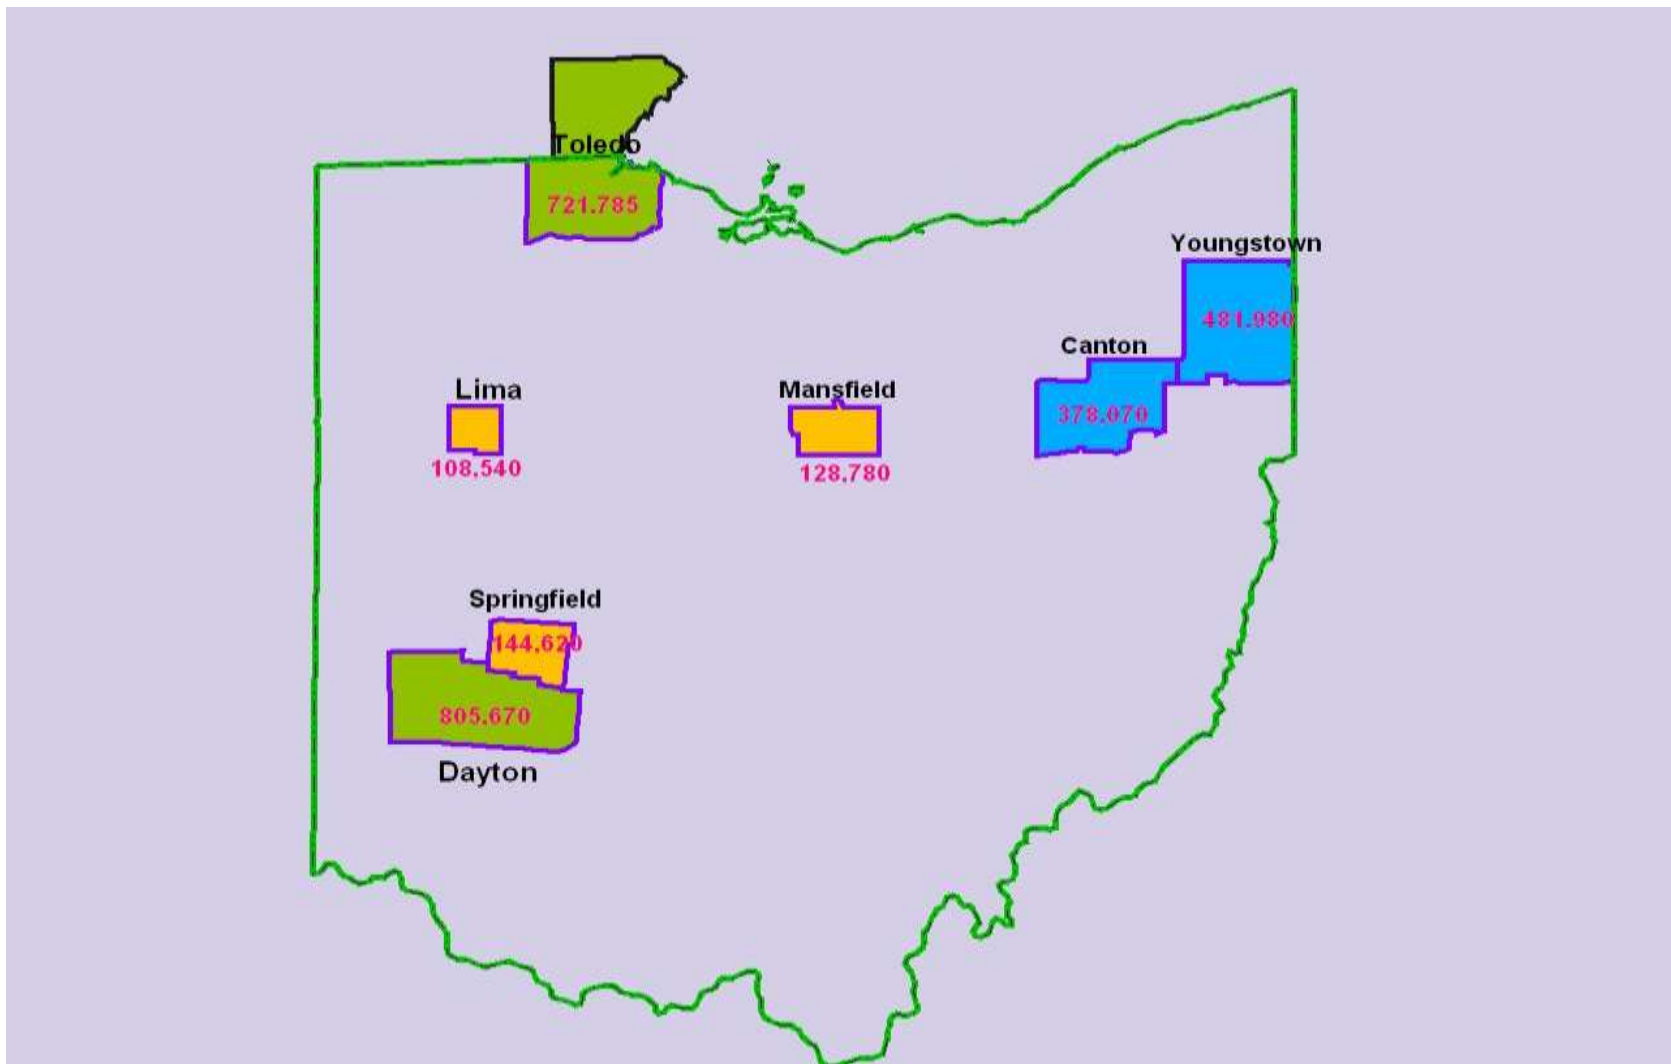 Toledo
721.785
Youngstown
481.980
Canton
378.070
Lima
108.540
Mansfield
128.780
Springfield
144.620
805.670
Dayton